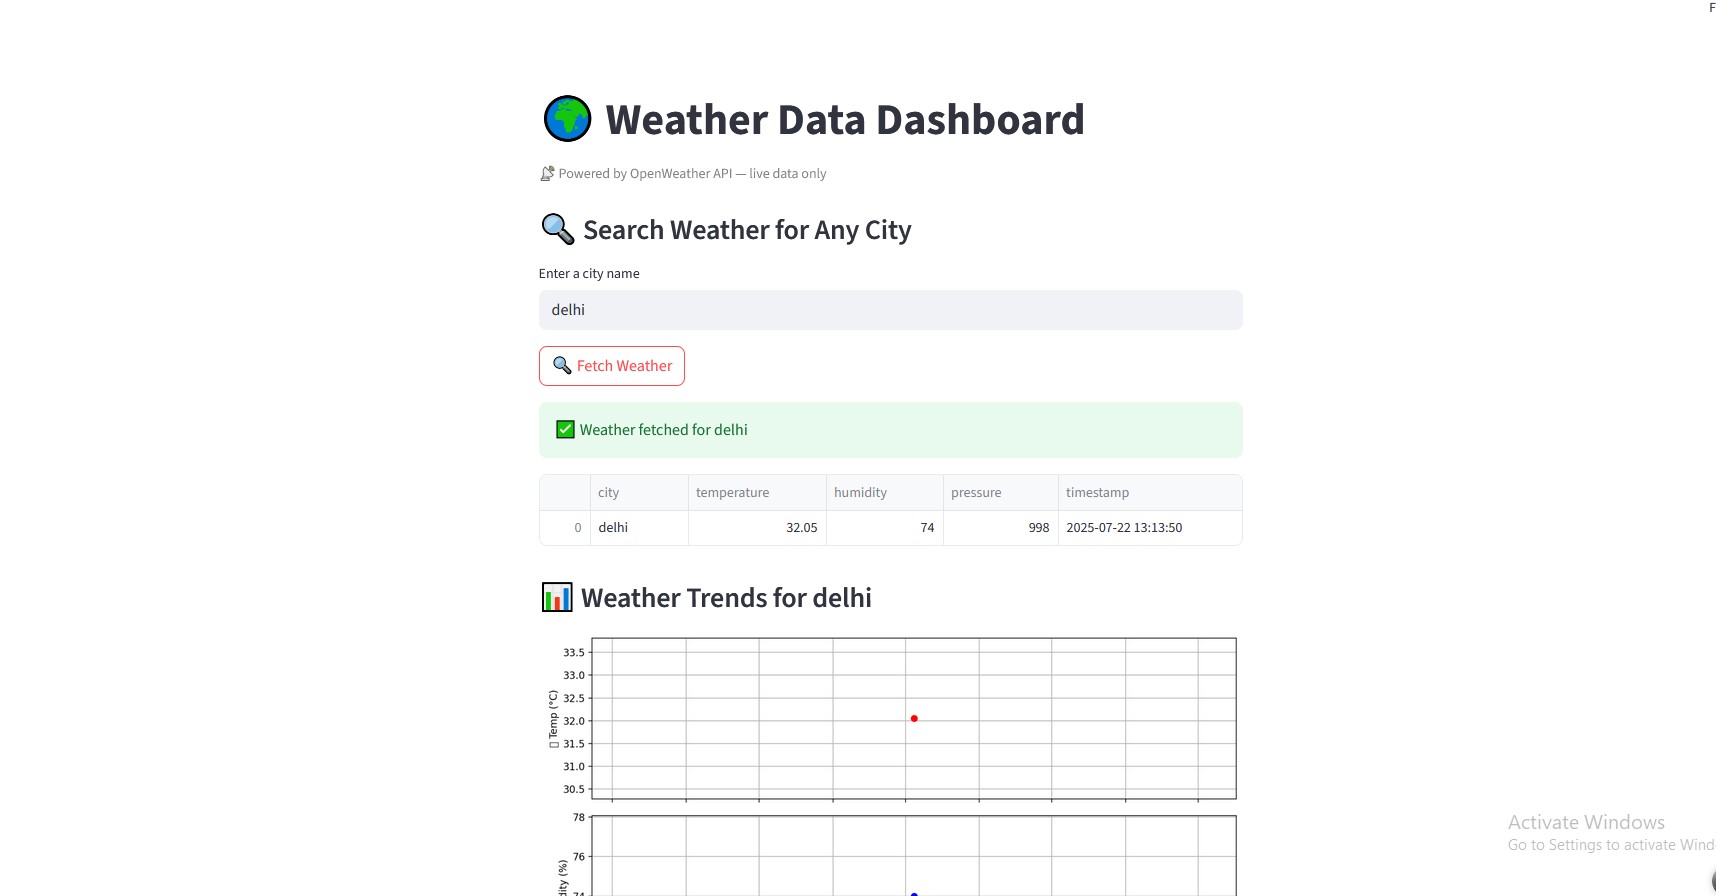 F
Weather Data Dashboard
Powered by OpenWeather API — live data only
Search Weather for Any City
Enter a city name
delhi
Fetch Weather
Weather fetched for delhi
city temperature humidity pressure timestamp
0 delhi 32.05 74 998 2025-07-22 13:13:50
Weather Trends for delhi
Temp (°C)
33.5
33.0
32.5
32.0
31.5
31.0
30.5
78
76
74
dity (%)
Activate Windows
Go to Settings to activate Wind